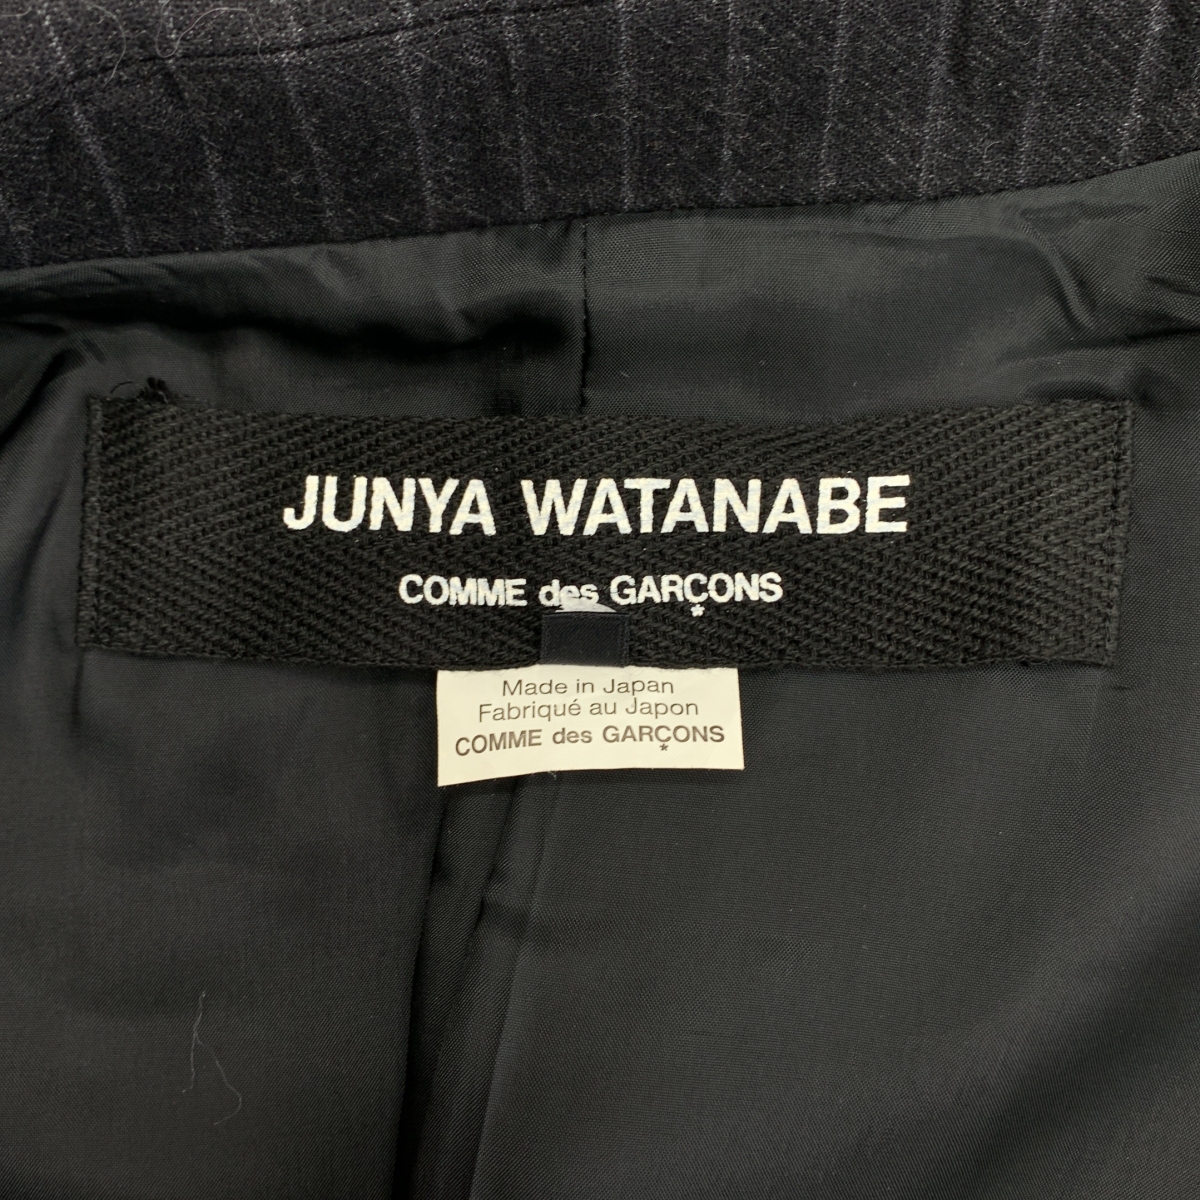 JUNYA WATANABE
COMME des GARÇONS
Made in Japan
Fabriqué au Japon
COMME des GARÇONS